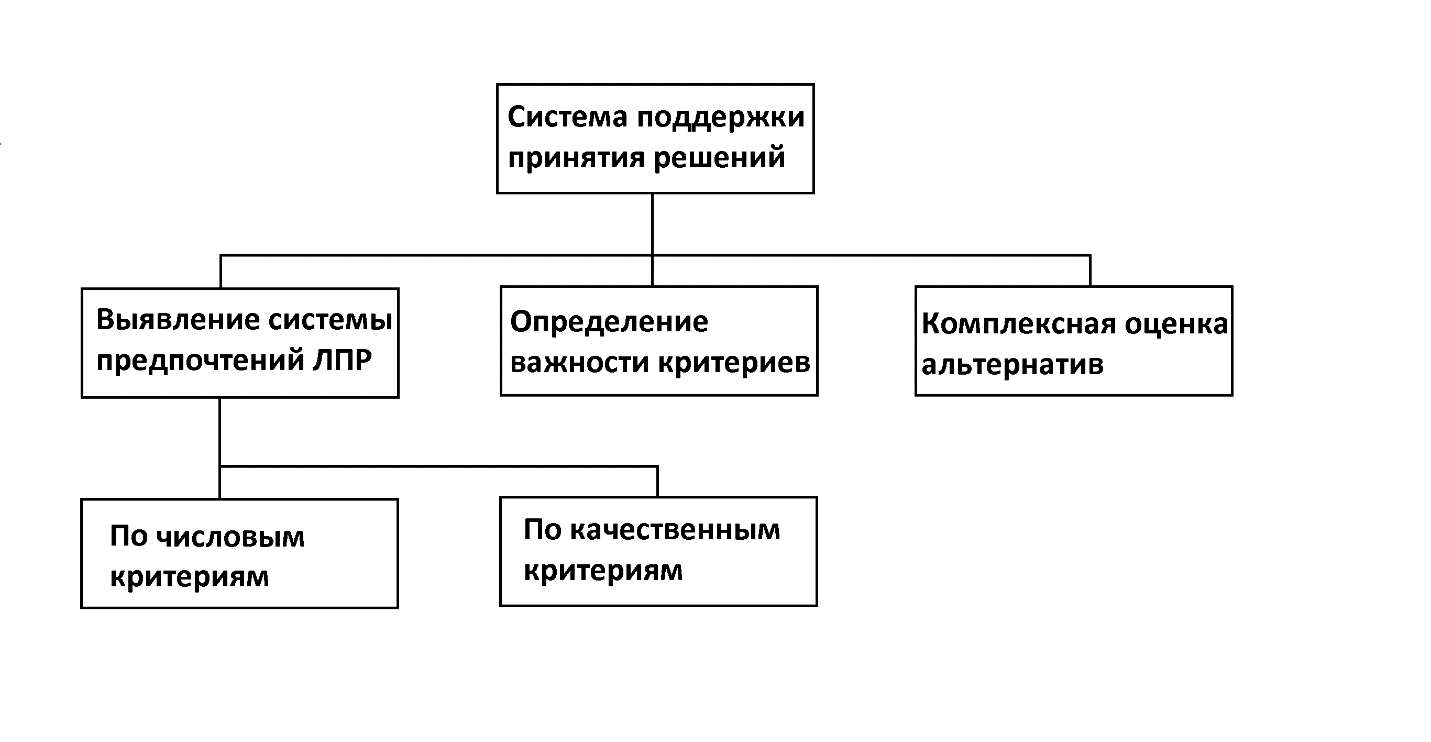 Система поддержки
принятия решений
Выявление системы
предпочтений ЛПР
Определение
важности критериев
Комплексная оценка
альтернатив
По числовым
критериям
По качественным
критериям